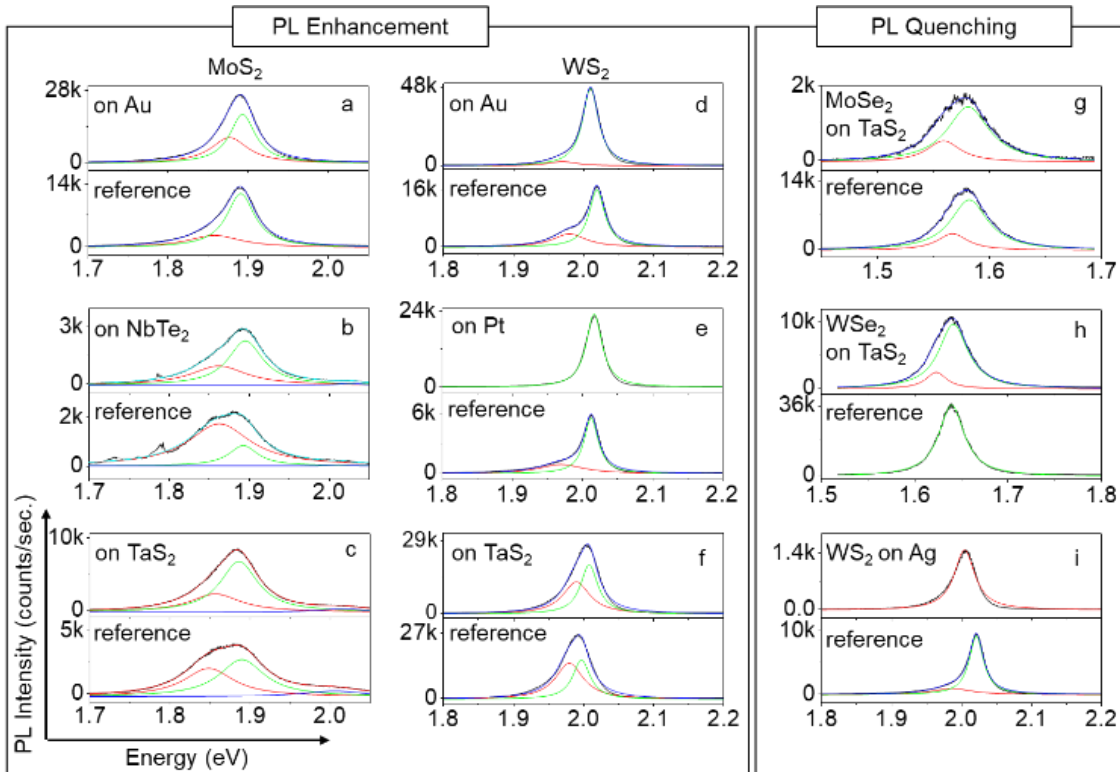 PL Enhancement
PL Quenching
MoS2
WS2
28k
on Au
a
0
14k
reference
0
1.7 1.8 1.9 2.0
3k
on NbTe2
b
0
2k
reference
0
1.7 1.8 1.9 2.0
10k
on TaS2
c
0
5k
reference
0
1.7 1.8 1.9 2.0
48k
on Au
d
0
16k
reference
0
1.8 1.9 2.0 2.1 2.2
24k
on Pt
e
0
6k
reference
0
1.8 1.9 2.0 2.1 2.2
29k
on TaS2
f
0
27k
reference
0
1.8 1.9 2.0 2.1 2.2
2k
MoSe2
on TaS2
g
0
14k
reference
0
1.5 1.6 1.7
10k
WSe2
on TaS2
h
0
36k
reference
0
1.5 1.6 1.7 1.8
1.4k
WS2 on Ag
i
0.0
10k
reference
0
1.8 1.9 2.0 2.1 2.2
PL Intensity (counts/sec.)
Energy (eV)